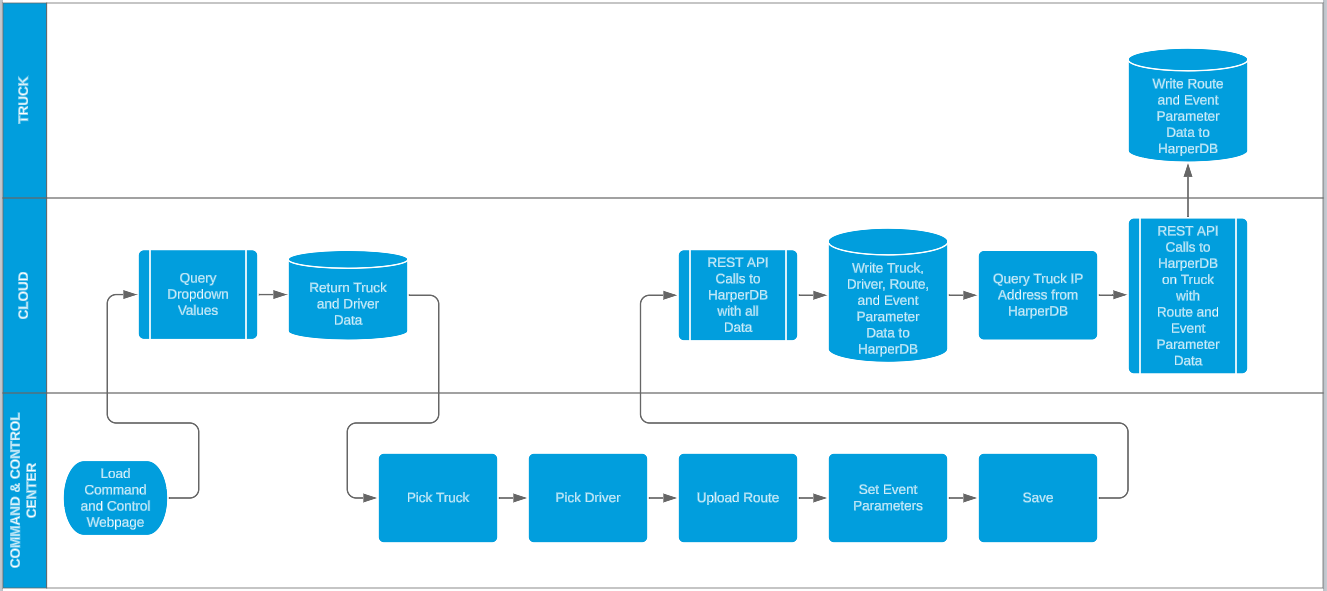 TRUCK
Write Route
and Event
Parameter
Data to
HarperDB
CLOUD
Query
Dropdown
Values
Return Truck
and Driver
Data
REST API
Calls to
HarperDB
with all
Data
Write Truck,
Driver, Route,
and Event
Parameter
Data to
HarperDB
Query Truck IP
Address from
HarperDB
REST API
Calls to
HarperDB
on Truck
with
Route and
Event
Parameter
Data
COMMAND & CONTROL
CENTER
Load
Command
and Control
Webpage
Pick Truck
Pick Driver
Upload Route
Set Event
Parameters
Save